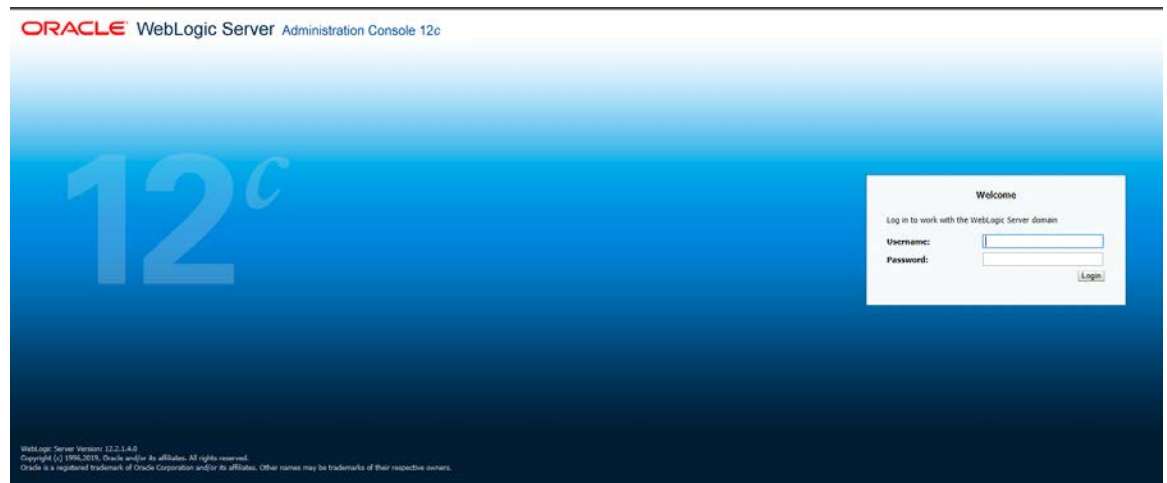 ORACLE WebLogic Server Administration Console 12c
12c
Welcome
Log in to work with the WebLogic Server domain
Username:
Password:
Login
WebLogic Server Version: 12.2.1.4.0
Copyright (c) 1996,2019, Oracle and/or its affiliates. All rights reserved.
Oracle is a registered trademark of Oracle Corporation and/or its affiliates. Other names may be trademarks of their respective owners.